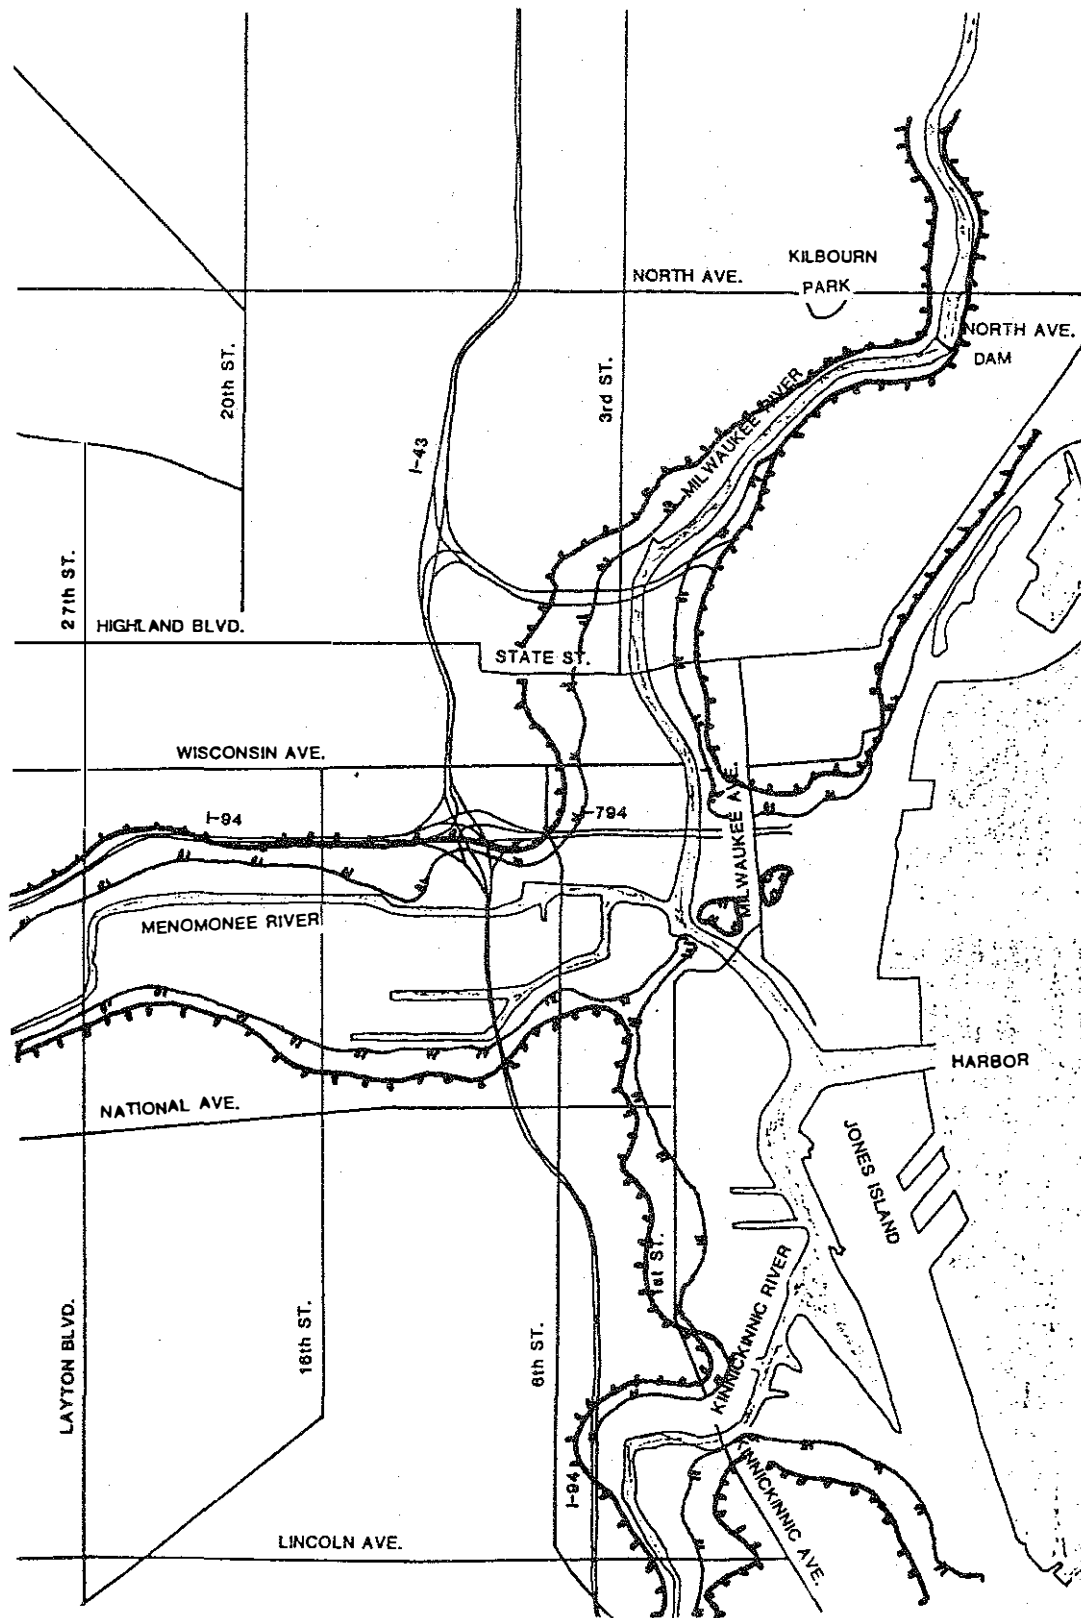 KILBOURN
PARK
NORTH AVE.
NORTH AVE.
DAM
20th ST.
3rd ST.
MILWAUKEE RIVER
I-43
27th ST.
HIGHLAND BLVD.
STATE ST.
WISCONSIN AVE.
I-94
I-794
MILWAUKEE AVE.
MENOMONEE RIVER
HARBOR
NATIONAL AVE.
JONES ISLAND
1st ST.
KINNICKINNIC RIVER
LAYTON BLVD.
16th ST.
6th ST.
I-94
KINNICKINNIC AVE.
LINCOLN AVE.